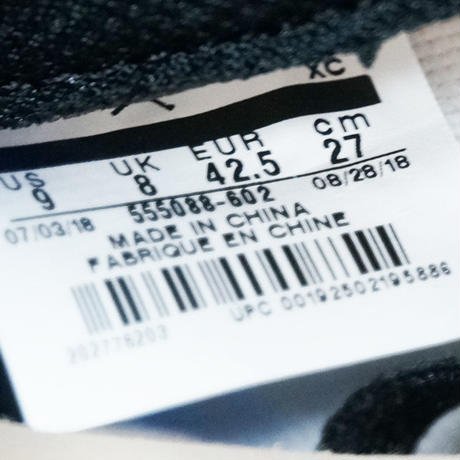 XC
US UK EUR cm
9 8 42.5 27
07/03/18 555088-602 08/28/18
MADE IN CHINA
FABRIQUE EN CHINE
UPC 00192502195886
202778203